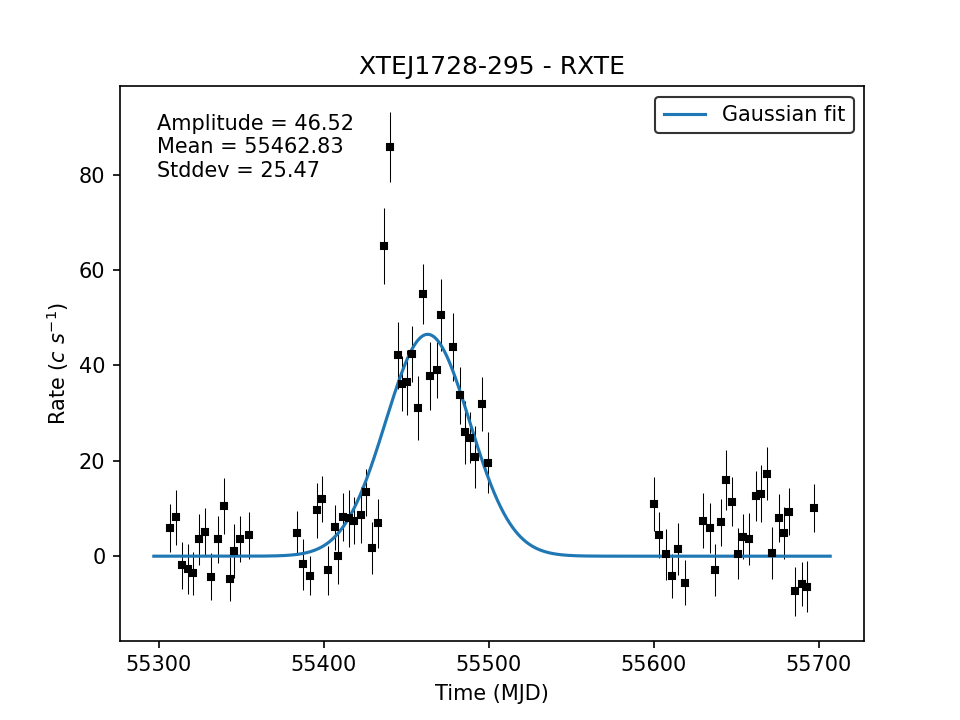 XTEJ1728-295 - RXTE
Amplitude = 46.52
Mean = 55462.83
Stddev = 25.47
Gaussian fit
Rate (c s⁻¹)
80
60
40
20
0
55300 55400 55500 55600 55700
Time (MJD)